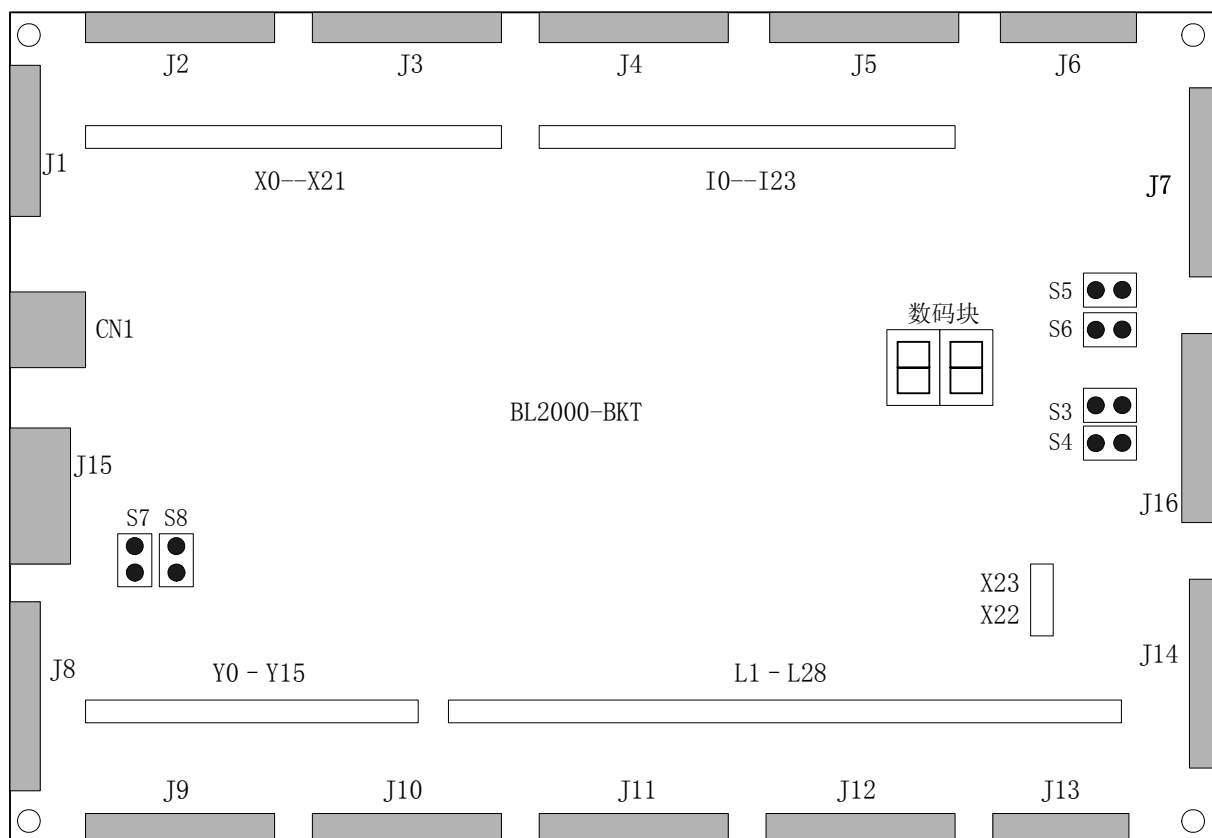 J2
J3
J4
J5
J6
J1
X0--X21
I0--I23
J7
S5
CN1
数码块
S6
BL2000-BKT
S3
S4
J15
J16
S7 S8
X23
X22
J8
Y0-Y15
L1-L28
J14
J9
J10
J11
J12
J13